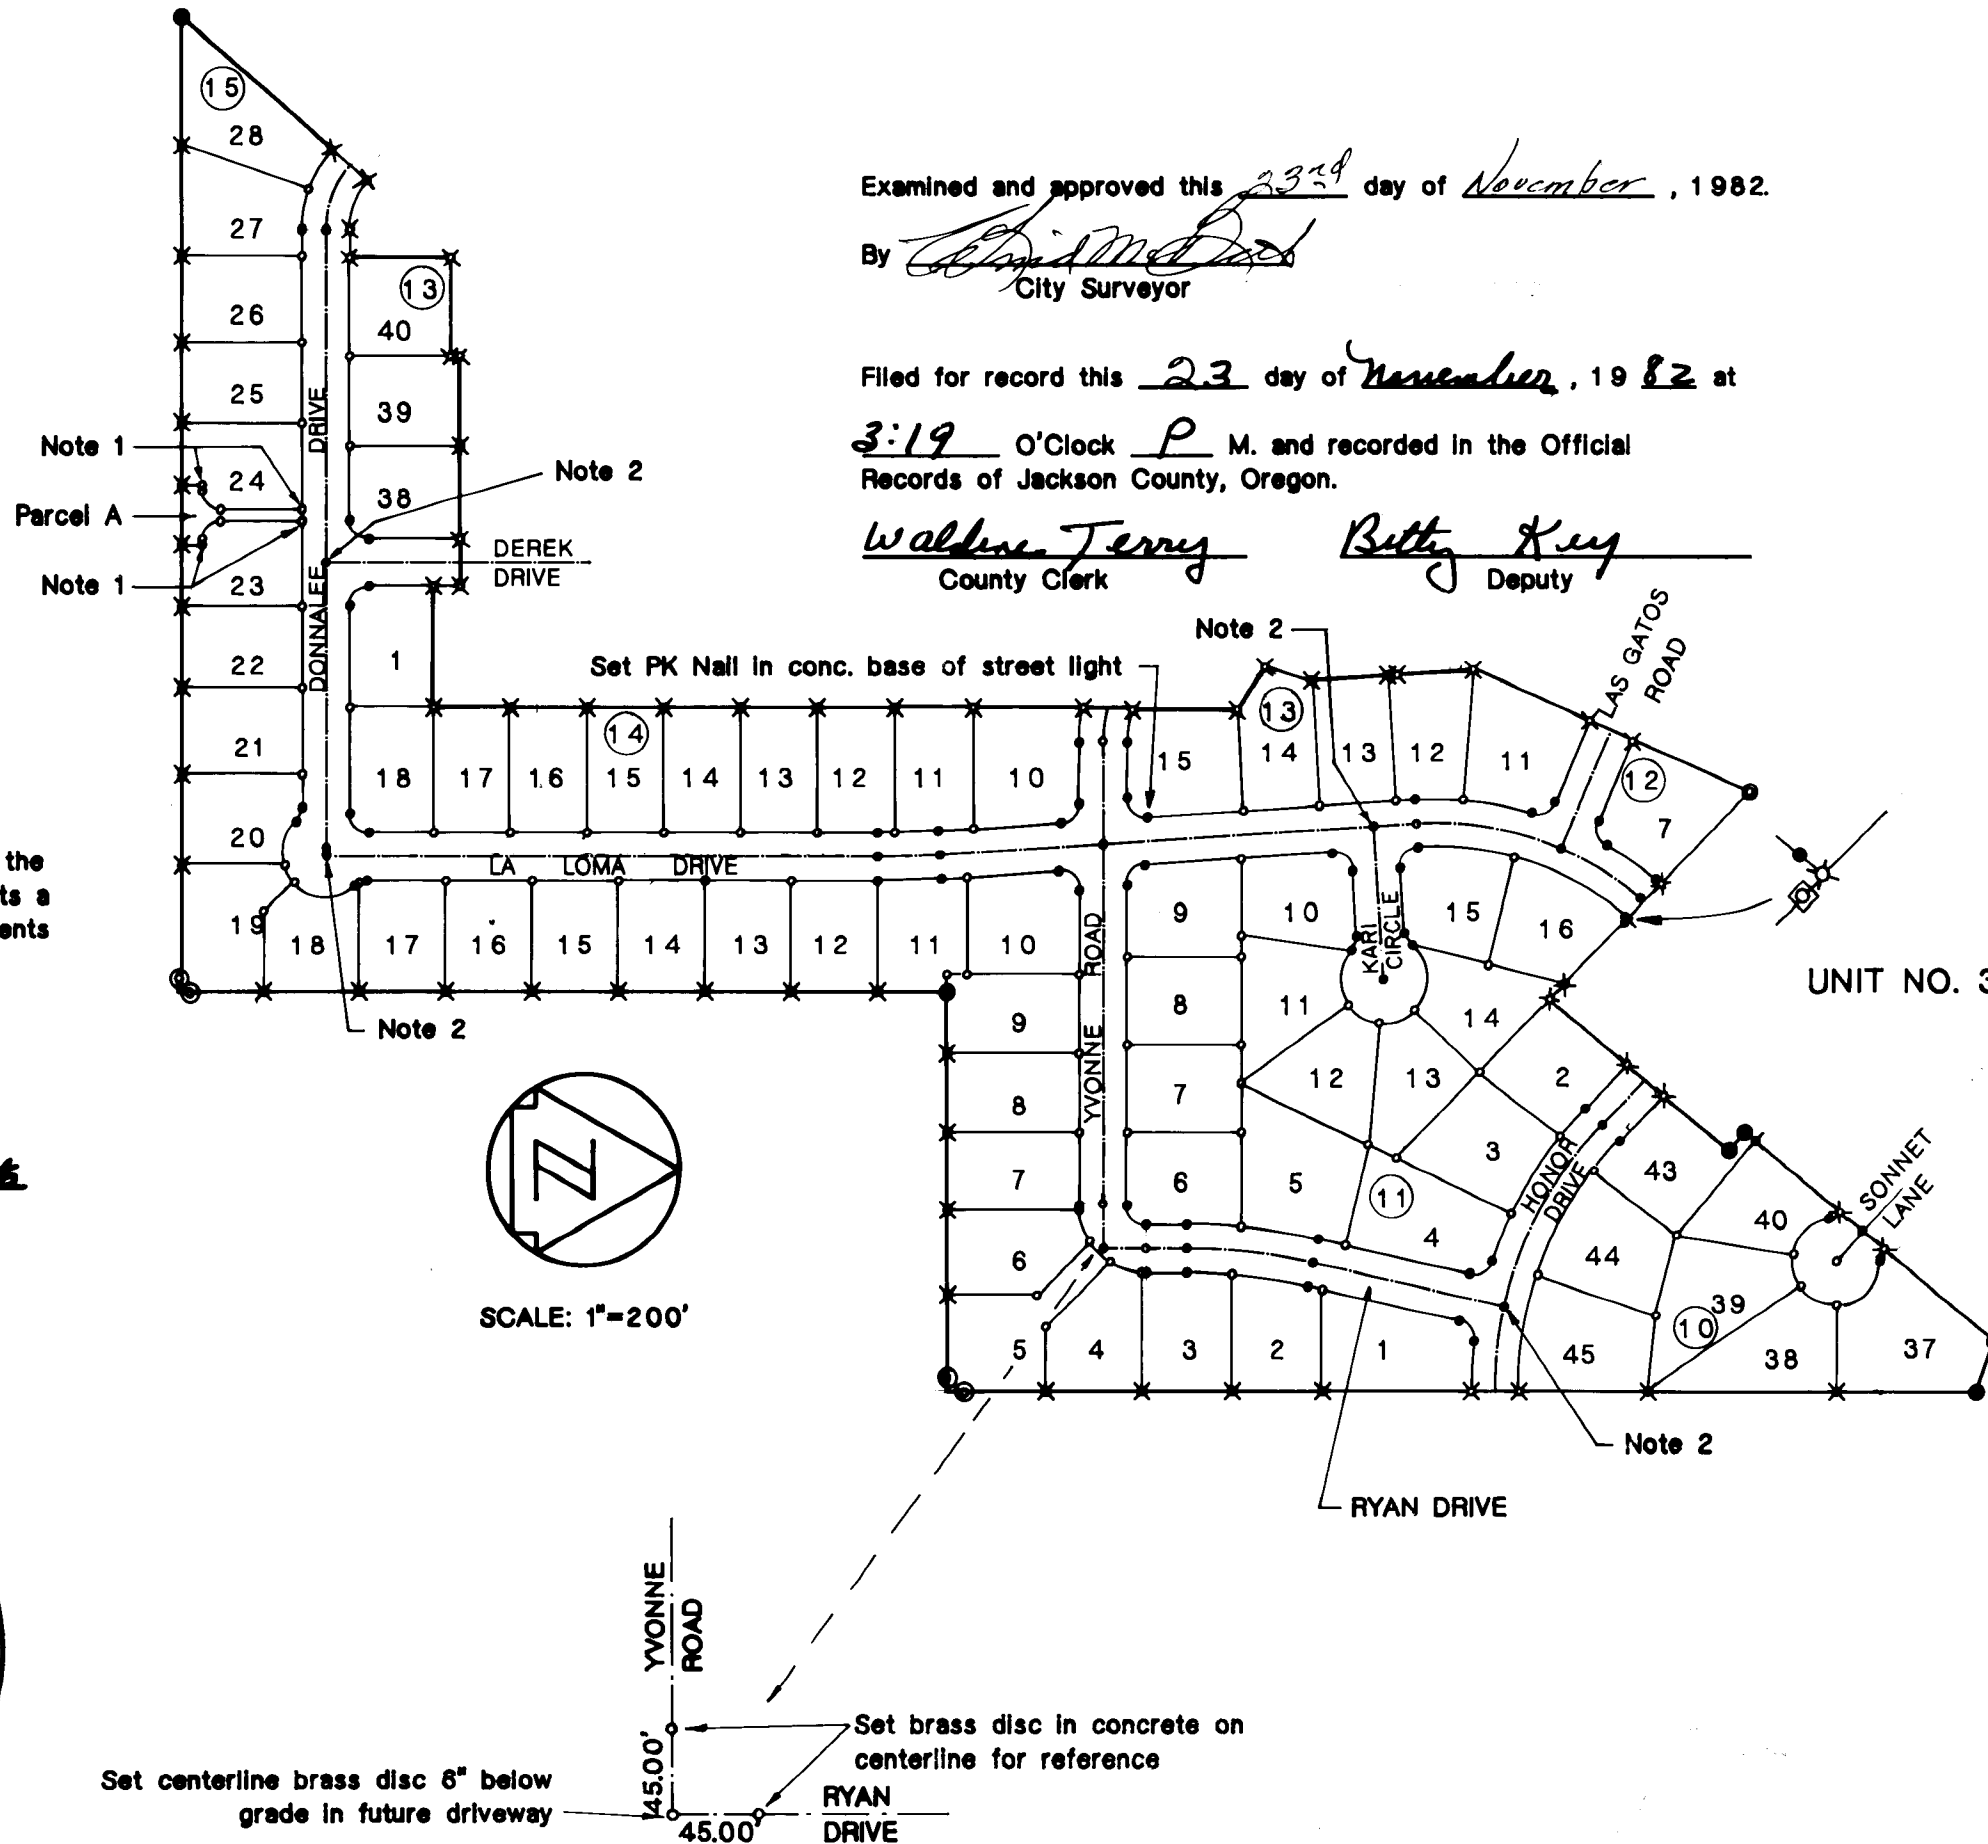 15
28
27
26
25
Note 1
24
Parcel A
Note 1
23
22
21
20
19
18
17
16
15
14
13
12
11
10
9
8
7
6
5
4
3
2
1
DONNALEE DRIVE
13
40
39
38
Note 2
DEREK
DRIVE
1
Examined and approved this 23rd day of November, 1982.
By
City Surveyor
Filed for record this 23 day of November, 1982 at
3:19 O'Clock P M. and recorded in the Official
Records of Jackson County, Oregon.
Waldene Terry
County Clerk
Betty Key
Deputy
Note 2
Set PK Nail in conc. base of street light
LAS GATOS
ROAD
14
18 17 16 15 14 13 12 11 10
15
13
14 13 12 11
12
7
LA LOMA DRIVE
the
ts a
ents
Note 2
YVONNE ROAD
9
8
7
6
5
10
11
12
13
14
15
16
KARI
CIRCLE
UNIT NO. 3
2
3
4
11
HONOR
DRIVE
43
44
45
40
39
10
38
37
SONNET
LANE
Note 2
RYAN DRIVE
N
SCALE: 1"=200'
YVONNE
ROAD
45.00'
Set brass disc in concrete on
centerline for reference
Set centerline brass disc 6" below
grade in future driveway
45.00'
RYAN
DRIVE